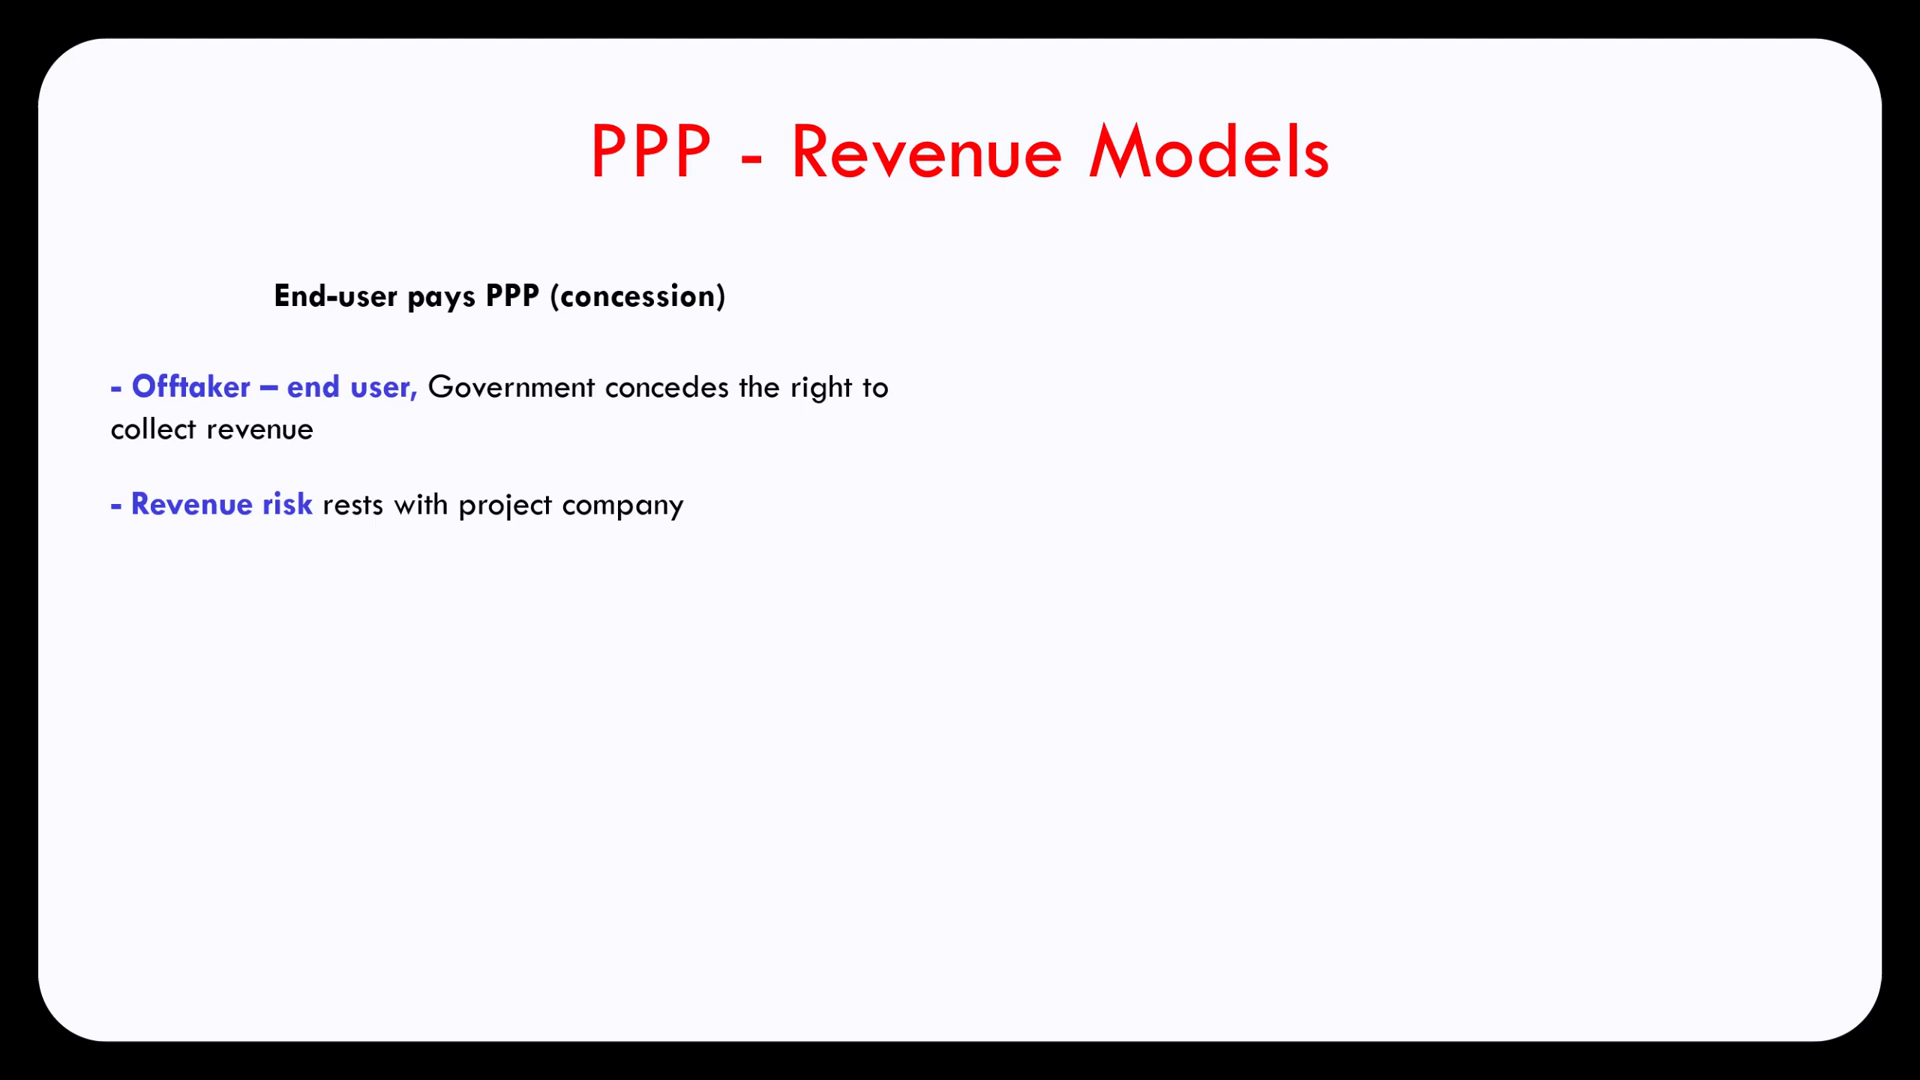 PPP - Revenue Models
End-user pays PPP (concession)
- Offtaker – end user, Government concedes the right to
collect revenue
- Revenue risk rests with project company